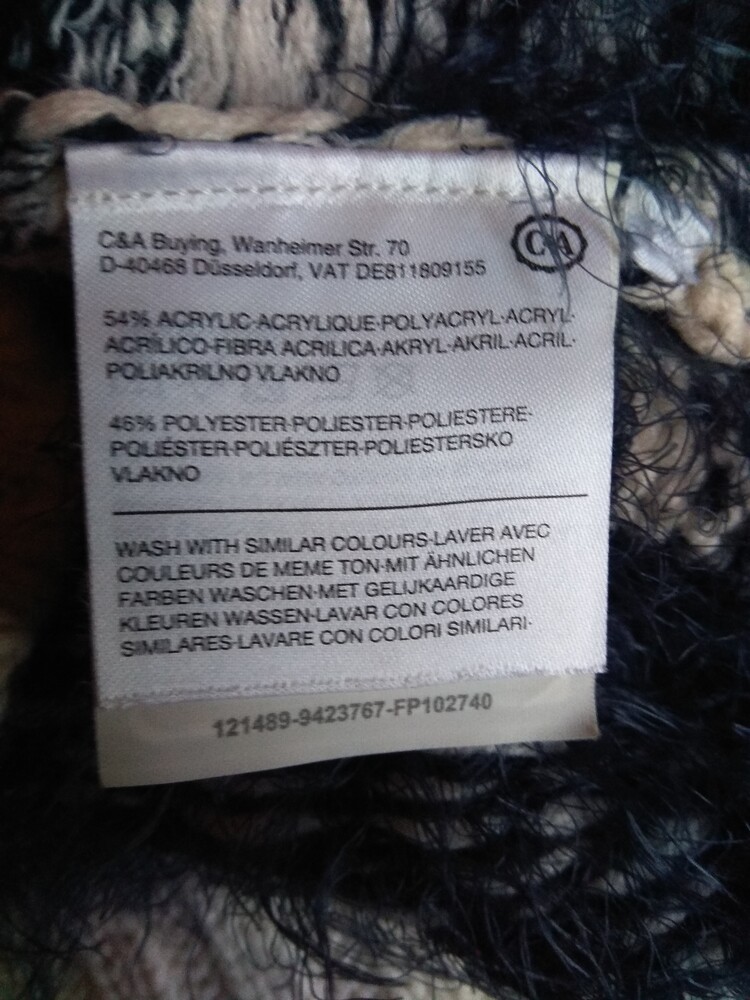 C&A Buying, Wanheimer Str. 70
D-40468 Düsseldorf, VAT DE811809155
C&A
54% ACRYLIC·ACRYLIQUE·POLYACRYL·ACRYL·
ACRÍLICO·FIBRA ACRILICA·AKRYL·AKRIL·ACRIL·
POLIAKRILNO VLAKNO
46% POLYESTER·POLIESTER·POLIESTERE·
POLIÉSTER·POLIÉSZTER·POLIESTERSKO
VLAKNO
WASH WITH SIMILAR COLOURS·LAVER AVEC
COULEURS DE MEME TON·MIT ÄHNLICHEN
FARBEN WASCHEN·MET GELIJKAARDIGE
KLEUREN WASSEN·LAVAR CON COLORES
SIMILARES·LAVARE CON COLORI SIMILARI·
121489-9423767-FP102740